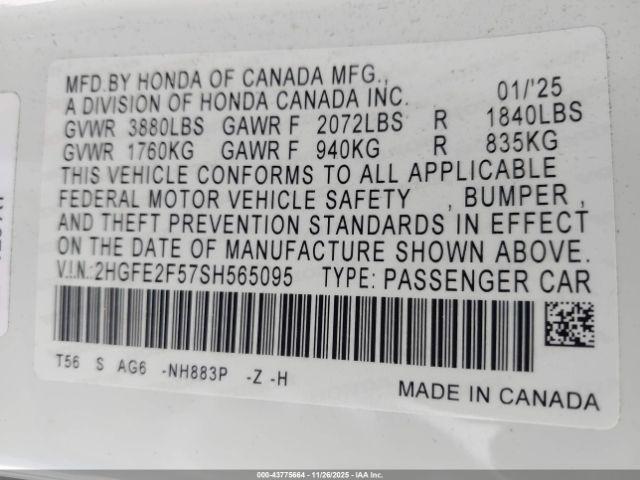 MFD. BY HONDA OF CANADA MFG.,
A DIVISION OF HONDA CANADA INC. 01/'25
GVWR 3880LBS GAWR F 2072LBS R 1840LBS
GVWR 1760KG GAWR F 940KG R 835KG
THIS VEHICLE CONFORMS TO ALL APPLICABLE
FEDERAL MOTOR VEHICLE SAFETY , BUMPER ,
AND THEFT PREVENTION STANDARDS IN EFFECT
ON THE DATE OF MANUFACTURE SHOWN ABOVE.
V.I.N.:2HGFE2F57SH565095 TYPE: PASSENGER CAR
T56 S AG6 -NH883P -Z -H
MADE IN CANADA
000-43775664 | 11/26/2025 | IAA Inc.